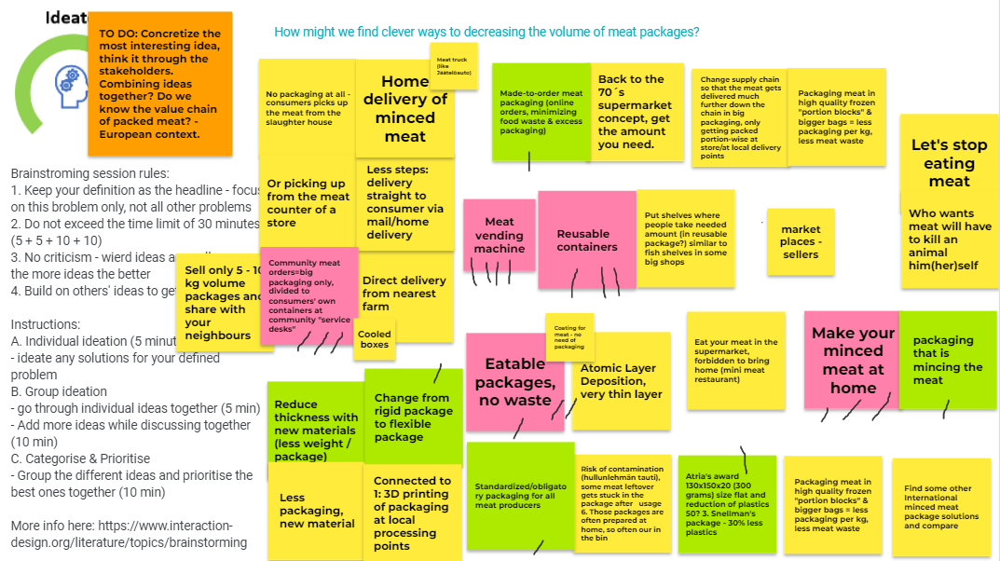 Ideat
TO DO: Concretize the
most interesting idea,
think it through the
stakeholders.
Combining ideas
together? Do we
know the value chain
of packed meat? -
European context.
How might we find clever ways to decreasing the volume of meat packages?
Brainstroming session rules:
1. Keep your definition as the headline - focus
on this broblem only, not all other problems
2. Do not exceed the time limit of 30 minutes
(5 + 5 + 10 + 10)
3. No criticism - wierd ideas a
the more ideas the better
4. Build on others' ideas to get
Instructions:
A. Individual ideation (5 minut
- ideate any solutions for your defined
problem
B. Group ideation
- go through individual ideas together (5 min)
- Add more ideas while discussing together
(10 min)
C. Categorise & Prioritise
- Group the different ideas and prioritise the
best ones together (10 min)
More info here: https://www.interaction-
design.org/literature/topics/brainstorming
No packaging at all -
consumers picks up
the meat from the
slaughter house
Home
delivery of
minced
meat
Meat truck
(like
Jäätelöauto)
Made-to-order meat
packaging (online
orders, minimizing
food waste & excess
packaging)
Back to the
70´s
supermarket
concept, get
the amount
you need.
Change supply chain
so that the meat gets
delivered much
further down the
chain in big
packaging, only
getting packed
portion-wise at
store/at local delivery
points
Packaging meat in
high quality frozen
"portion blocks" &
bigger bags = less
packaging per kg,
less meat waste
Let's stop
eating
meat
Who wants
meat will have
to kill an
animal
him(her)self
Or picking up
from the meat
counter of a
store
Less steps:
delivery
straight to
consumer via
mail/home
delivery
Meat
vending
machine
Reusable
containers
Put shelves where
people take needed
amount (in reusable
package?) similar to
fish shelves in some
big shops
market
places -
sellers
Sell only 5 - 10
kg volume
packages and
share with
your
neighbours
Community meat
orders=big
packaging only,
divided to
consumers' own
containers at
community "service
desks"
Direct delivery
from nearest
farm
Cooled
boxes
Eatable
packages,
no waste
Coating for
meat - no
need of
packaging
Atomic Layer
Deposition,
very thin layer
Eat your meat in the
supermarket,
forbidden to bring
home (mini meat
restaurant)
Make your
minced
meat at
home
packaging
that is
mincing the
meat
Reduce
thickness with
new materials
(less weight /
package)
Change from
rigid package
to flexible
package
Less
packaging,
new material
Connected to
1: 3D printing
of packaging
at local
processing
points
Standardized/obligato
ry packaging for all
meat producers
Risk of contamination
(hullunlehmän tauti),
some meat leftover
gets stuck in the
package after usage
6. Those packages are
often prepared at
home, so often our in
the bin
Atria's award
130x150x20 (300
grams) size flat and
reduction of plastics
50? 3. Snellman's
package - 30% less
plastics
Packaging meat in
high quality frozen
"portion blocks" &
bigger bags = less
packaging per kg,
less meat waste
Find some other
International
minced meat
package solutions
and compare